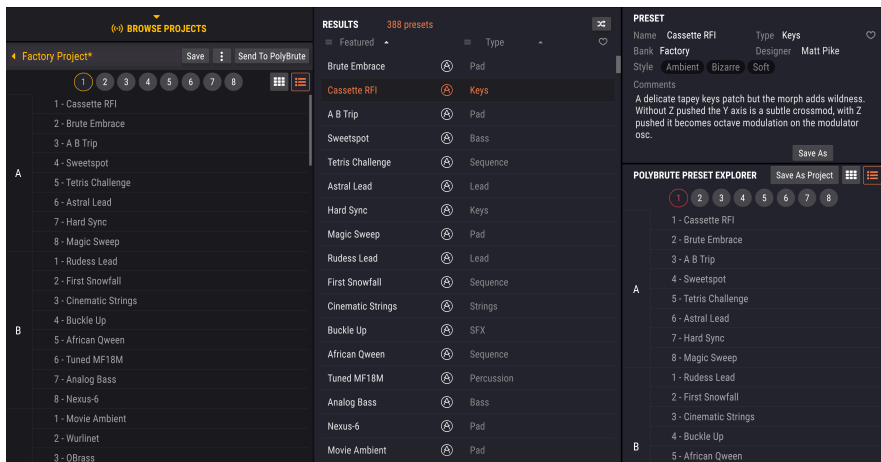 BROWSE PROJECTS
Factory Project*
Save
Send To PolyBrute
1 2 3 4 5 6 7 8
A
1 - Cassette RFI
2 - Brute Embrace
3 - A B Trip
4 - Sweetspot
5 - Tetris Challenge
6 - Astral Lead
7 - Hard Sync
8 - Magic Sweep
B
1 - Rudess Lead
2 - First Snowfall
3 - Cinematic Strings
4 - Buckle Up
5 - African Qween
6 - Tuned MF18M
7 - Analog Bass
8 - Nexus-6
1 - Movie Ambient
2 - Wurlinet
3 - OBrass
RESULTS 388 presets
Featured Type
Brute Embrace Pad
Cassette RFI Keys
A B Trip Pad
Sweetspot Bass
Tetris Challenge Sequence
Astral Lead Lead
Hard Sync Keys
Magic Sweep Pad
Rudess Lead Lead
First Snowfall Sequence
Cinematic Strings Strings
Buckle Up SFX
African Qween Sequence
Tuned MF18M Percussion
Analog Bass Bass
Nexus-6 Pad
Movie Ambient Pad
PRESET
Name Cassette RFI Type Keys
Bank Factory Designer Matt Pike
Style Ambient Bizarre Soft
Comments
A delicate tapey keys patch but the morph adds wildness.
Without Z pushed the Y axis is a subtle crossmod, with Z
pushed it becomes octave modulation on the modulator
osc.
Save As
POLYBRUTE PRESET EXPLORER Save As Project
1 2 3 4 5 6 7 8
A
1 - Cassette RFI
2 - Brute Embrace
3 - A B Trip
4 - Sweetspot
5 - Tetris Challenge
6 - Astral Lead
7 - Hard Sync
8 - Magic Sweep
B
1 - Rudess Lead
2 - First Snowfall
3 - Cinematic Strings
4 - Buckle Up
5 - African Qween